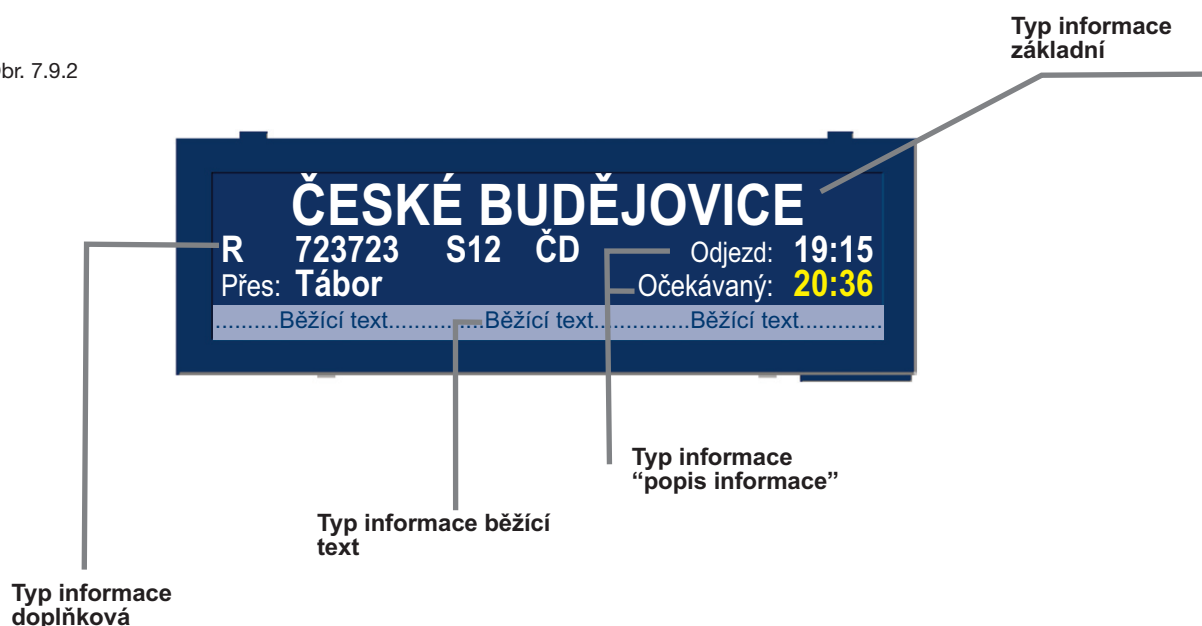 Typ informace
základní
br. 7.9.2
ČESKÉ BUDĚJOVICE
R 723723 S12 ČD Odjezd: 19:15
Přes: Tábor Očekávaný: 20:36
..........Běžící text...............Běžící text...............Běžící text.............
Typ informace
“popis informace”
Typ informace běžící
text
Typ informace
doplňková